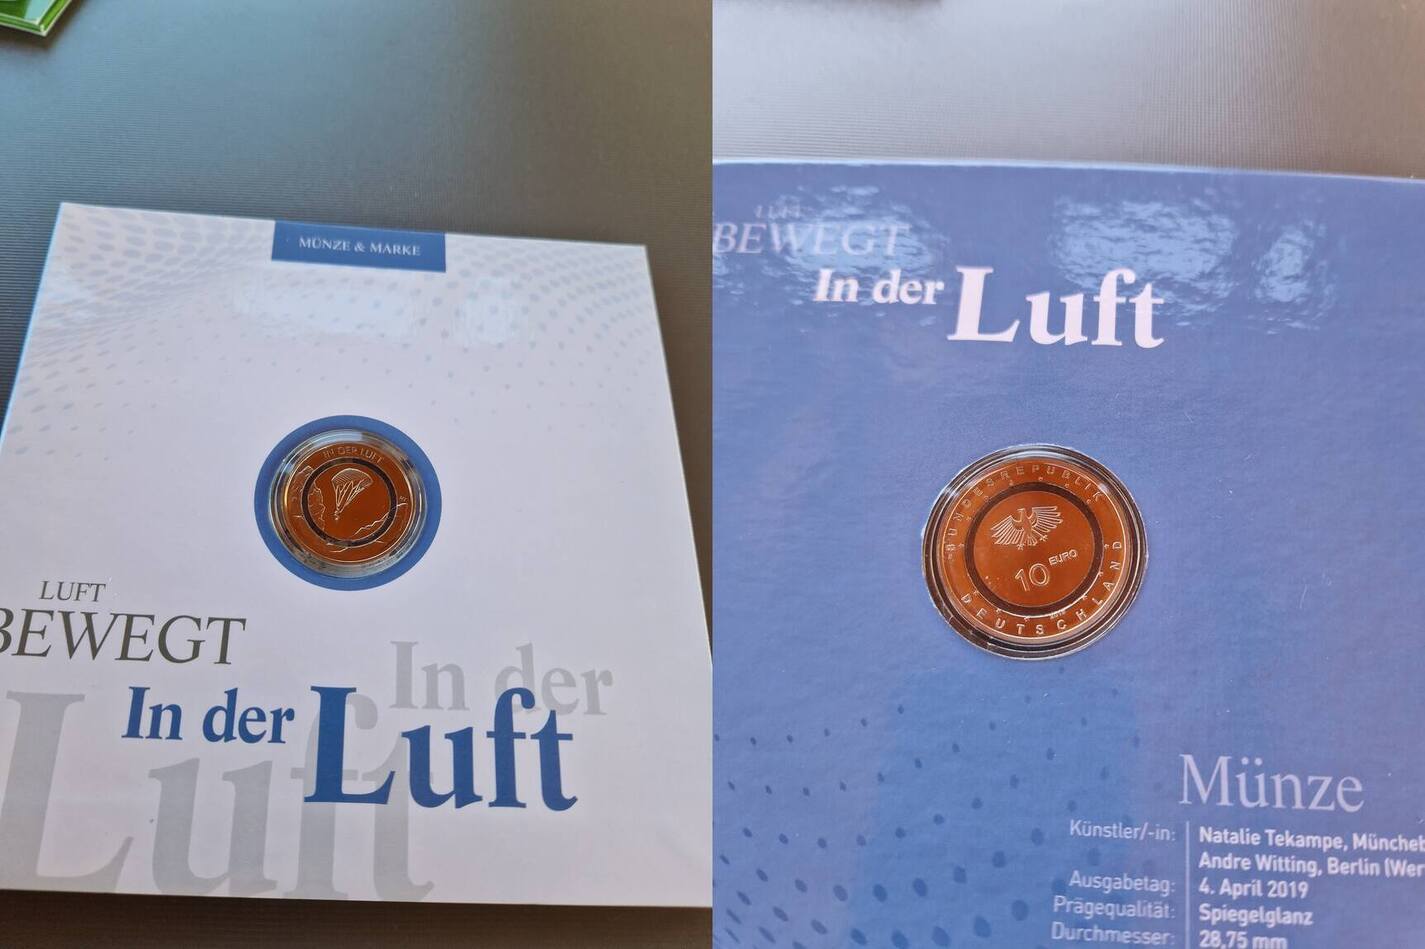 MÜNZE & MARKE
IN DER LUFT
LUFT
BEWEGT
In der
Luft
In der Luft
LUFT
BEWEGT
In der Luft
BUNDESREPUBLIK
10 EURO
DEUTSCHLAND
Münze
Künstler/-in: Natalie Tekampe, Müncheb
Andre Witting, Berlin (Wer
Ausgabetag: 4. April 2019
Prägequalität: Spiegelglanz
Durchmesser: 28,75 mm